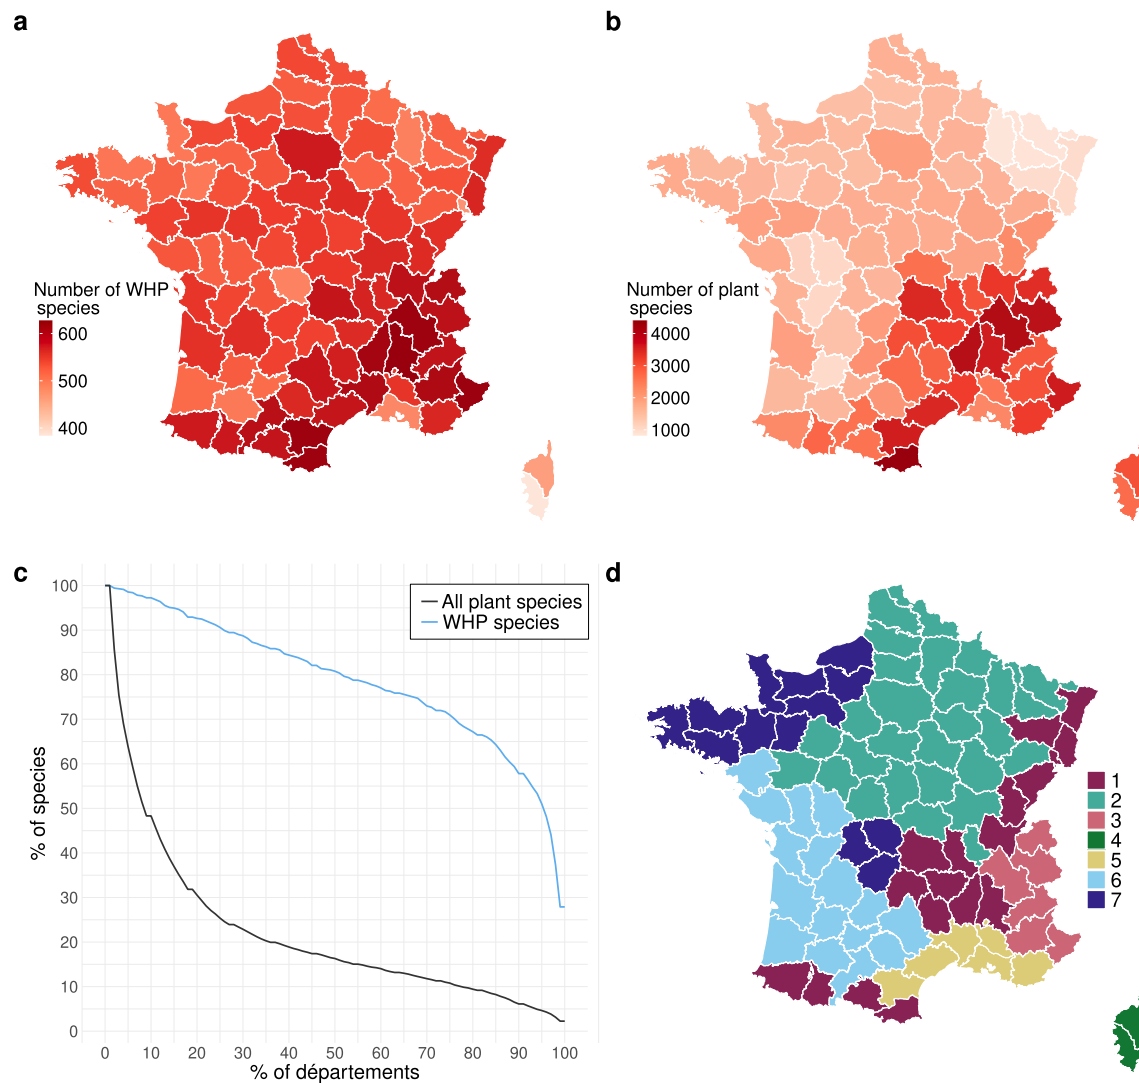 a
Number of WHP
species
600
500
400
b
Number of plant
species
4000
3000
2000
1000
c
% of species
100
90
80
70
60
50
40
30
20
10
0
0 10 20 30 40 50 60 70 80 90 100
% of départements
All plant species
WHP species
d
1
2
3
4
5
6
7